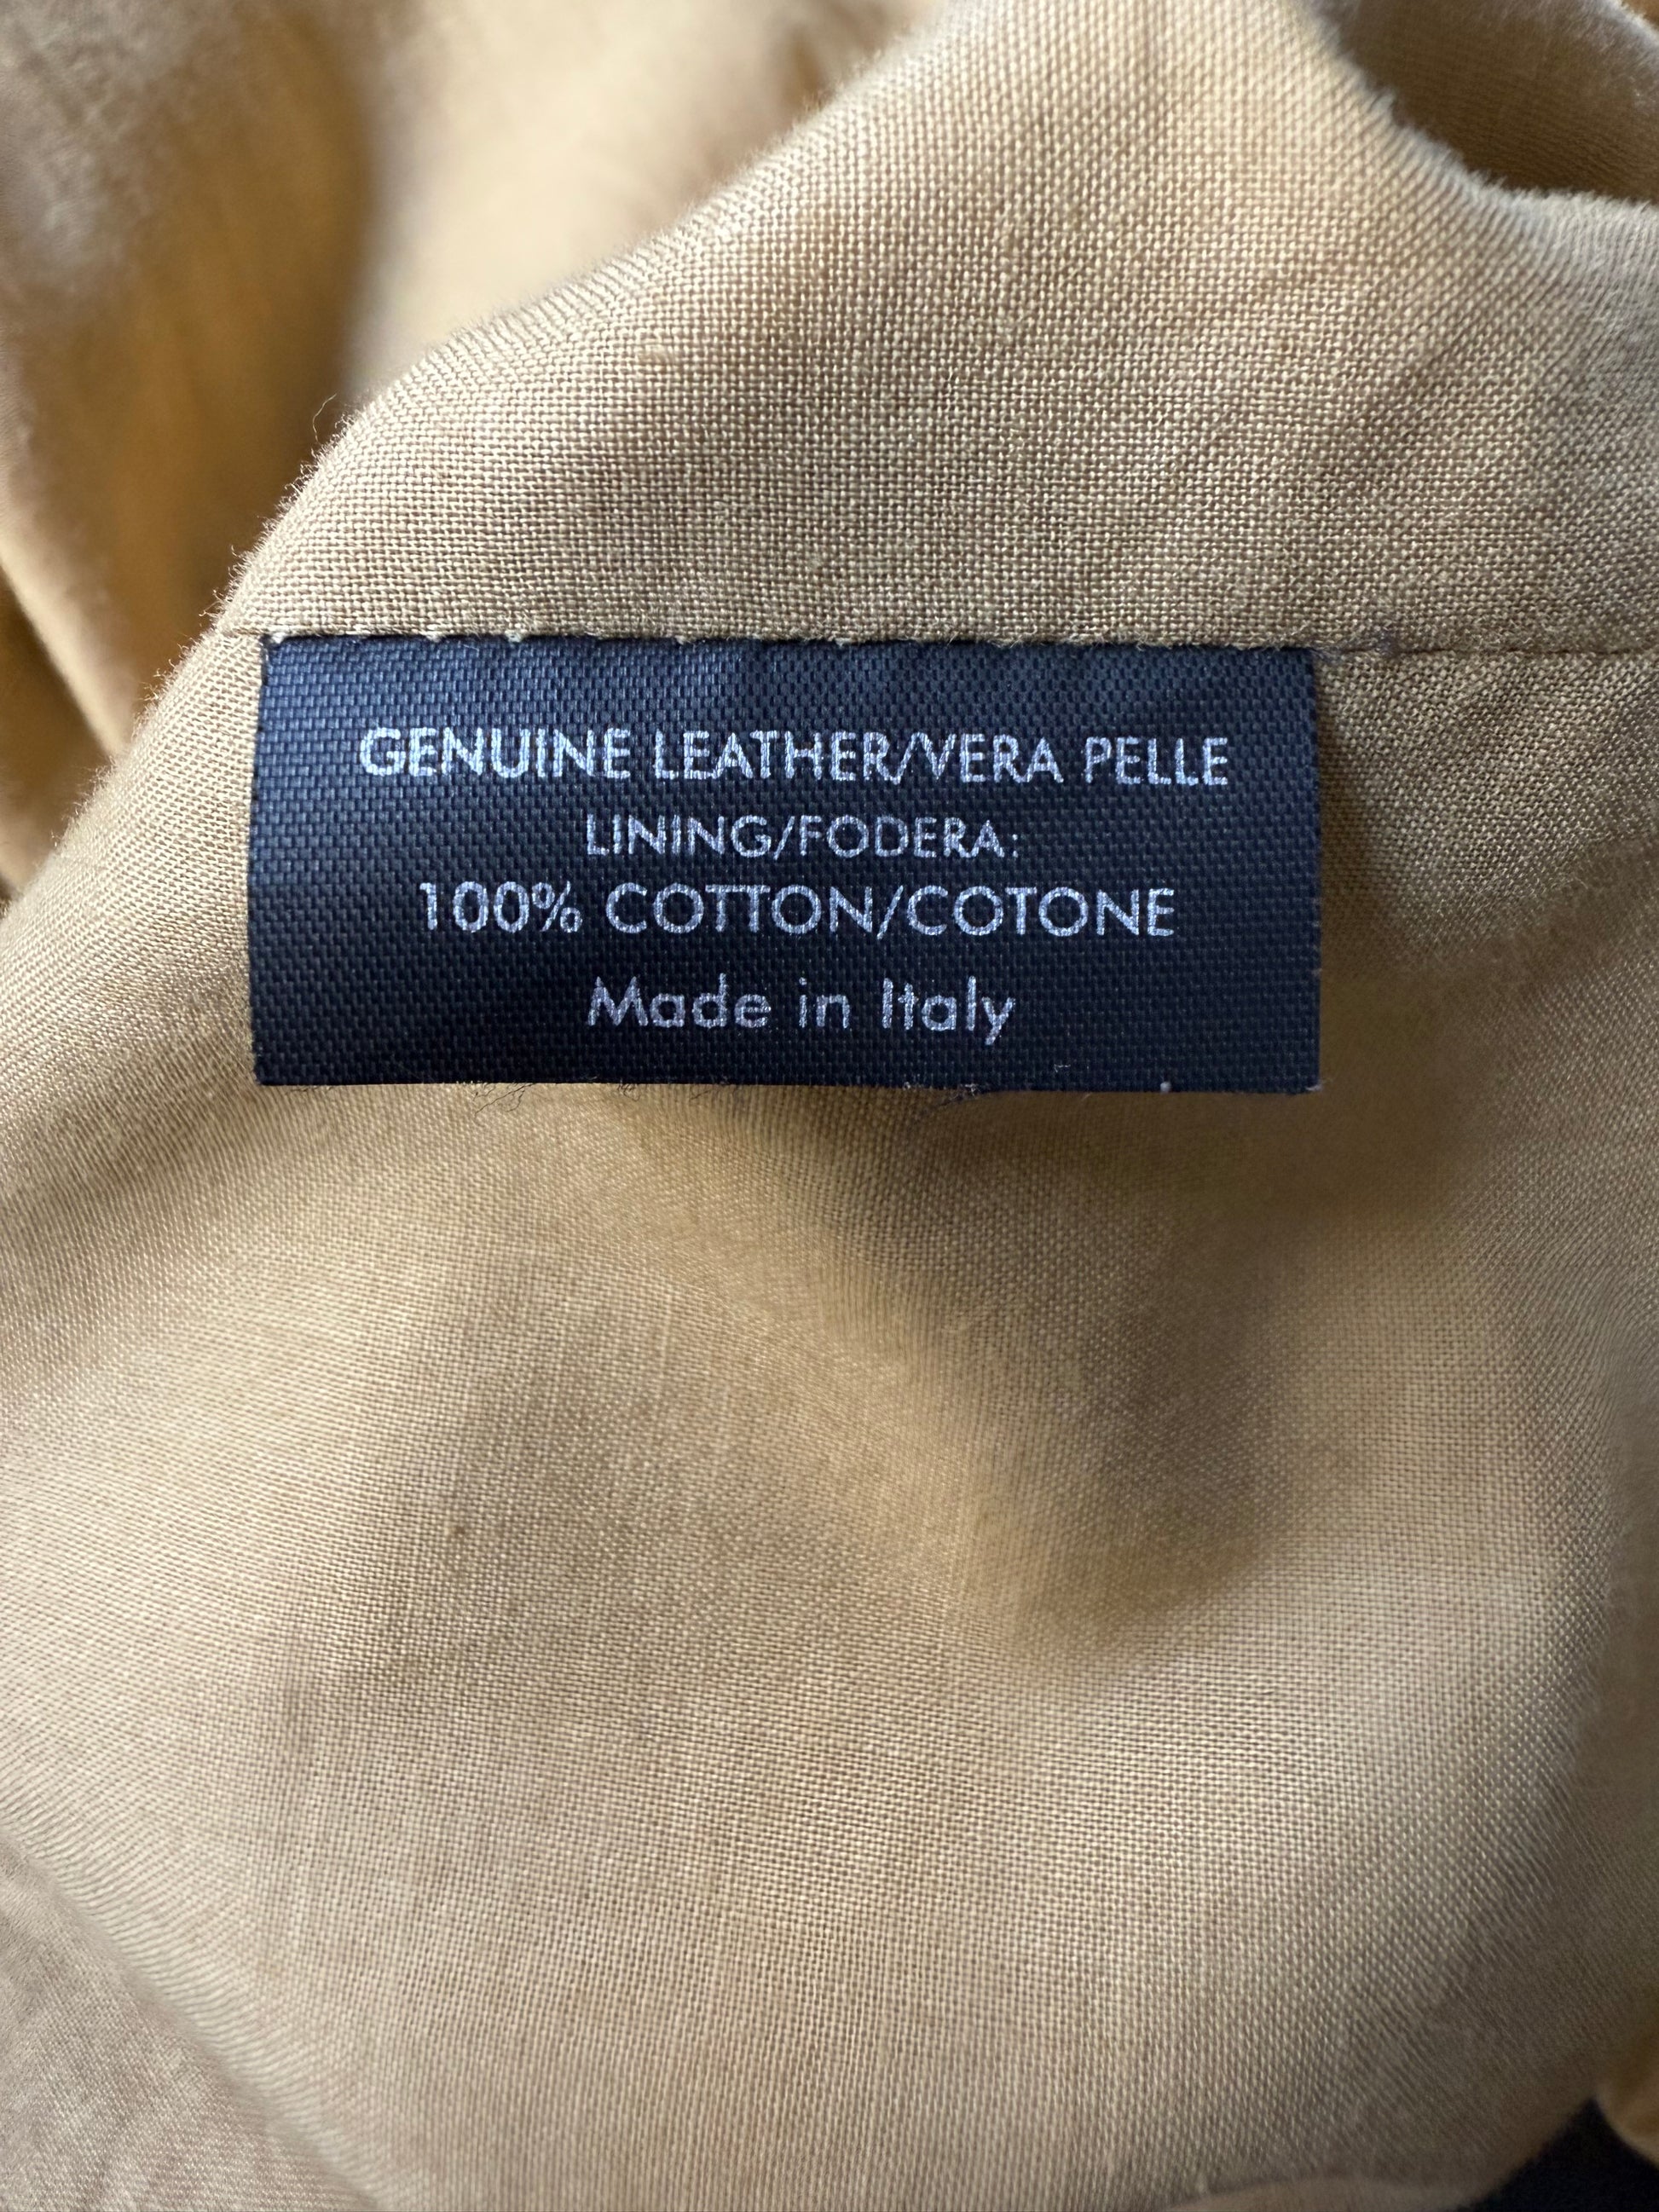 GENUINE LEATHER/VERA PELLE
LINING/FODERA:
100% COTTON/COTONE
Made in Italy